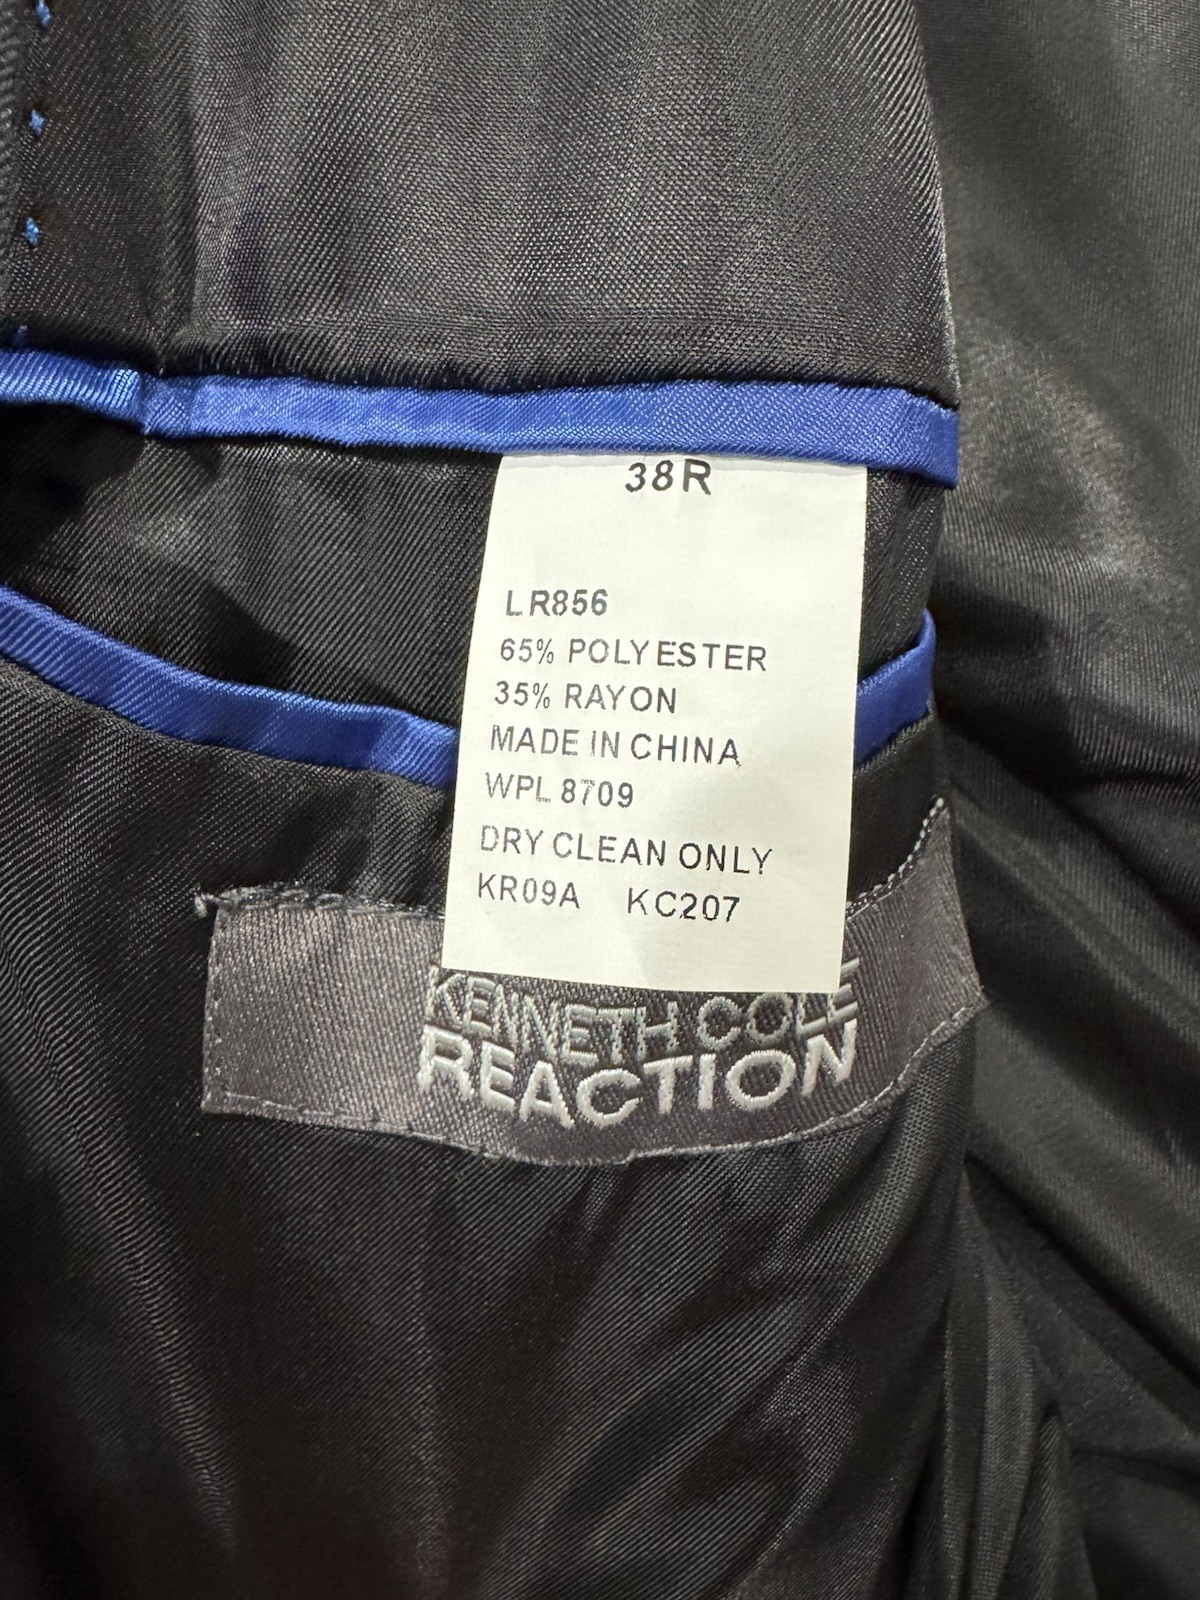 38R
LR856
65% POLYESTER
35% RAYON
MADE IN CHINA
WPL 8709
DRY CLEAN ONLY
KR09A KC207
KENNETH COLE
REACTION